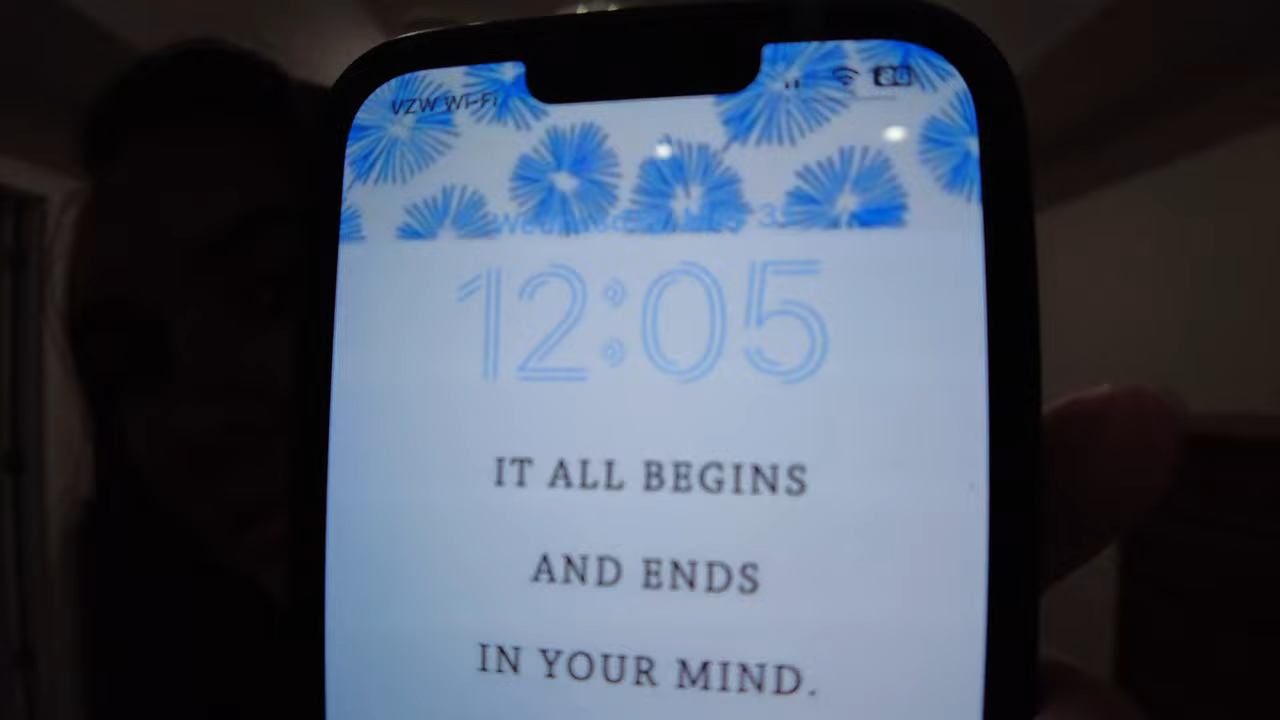 VZW Wi-Fi
12:05
IT ALL BEGINS
AND ENDS
IN YOUR MIND.